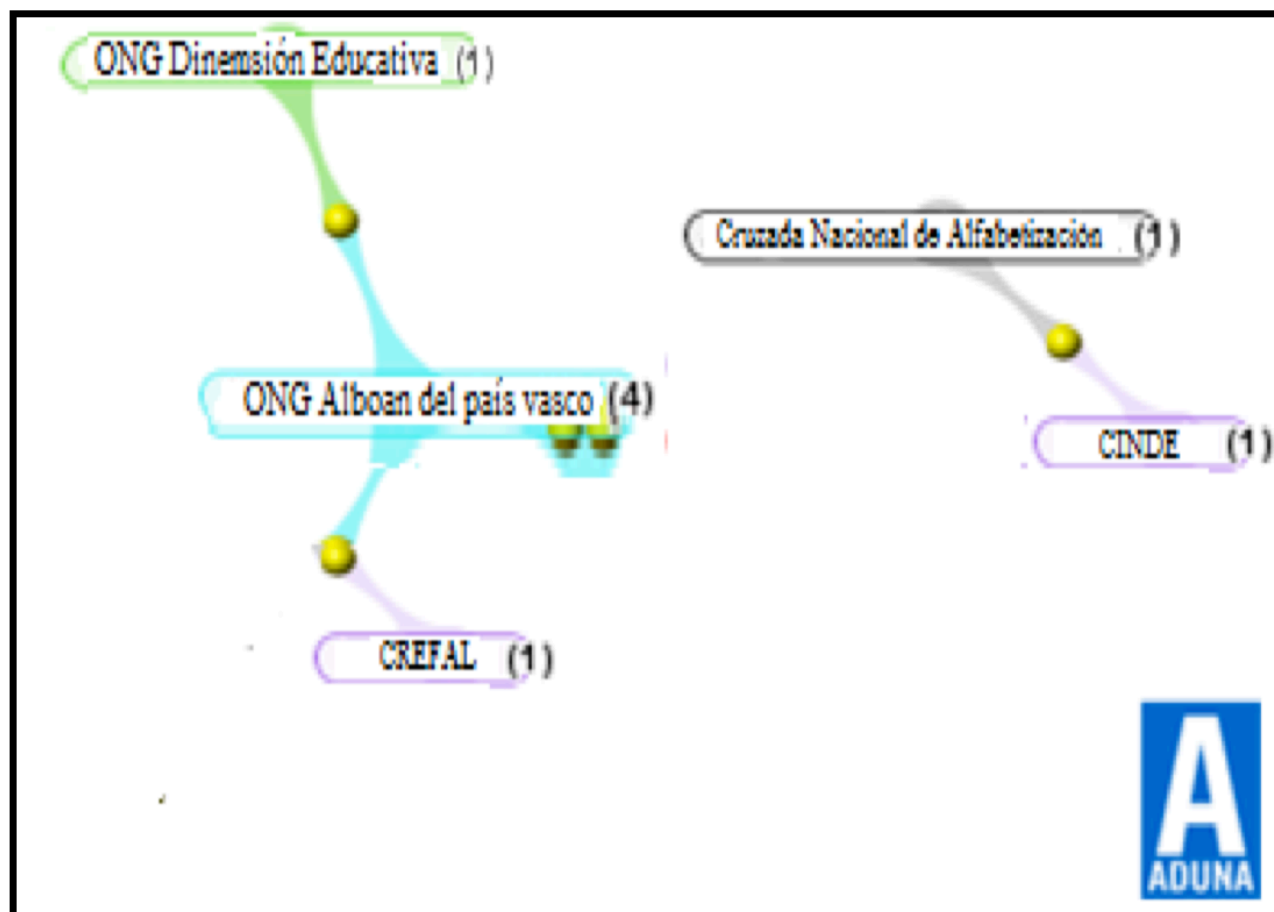 ONG Dinemsión Educativa (1)
Cruzada Nacional de Alfabetización (1)
ONG Alboan del país vasco (4)
CINDE (1)
CREFAL (1)
A
ADUNA